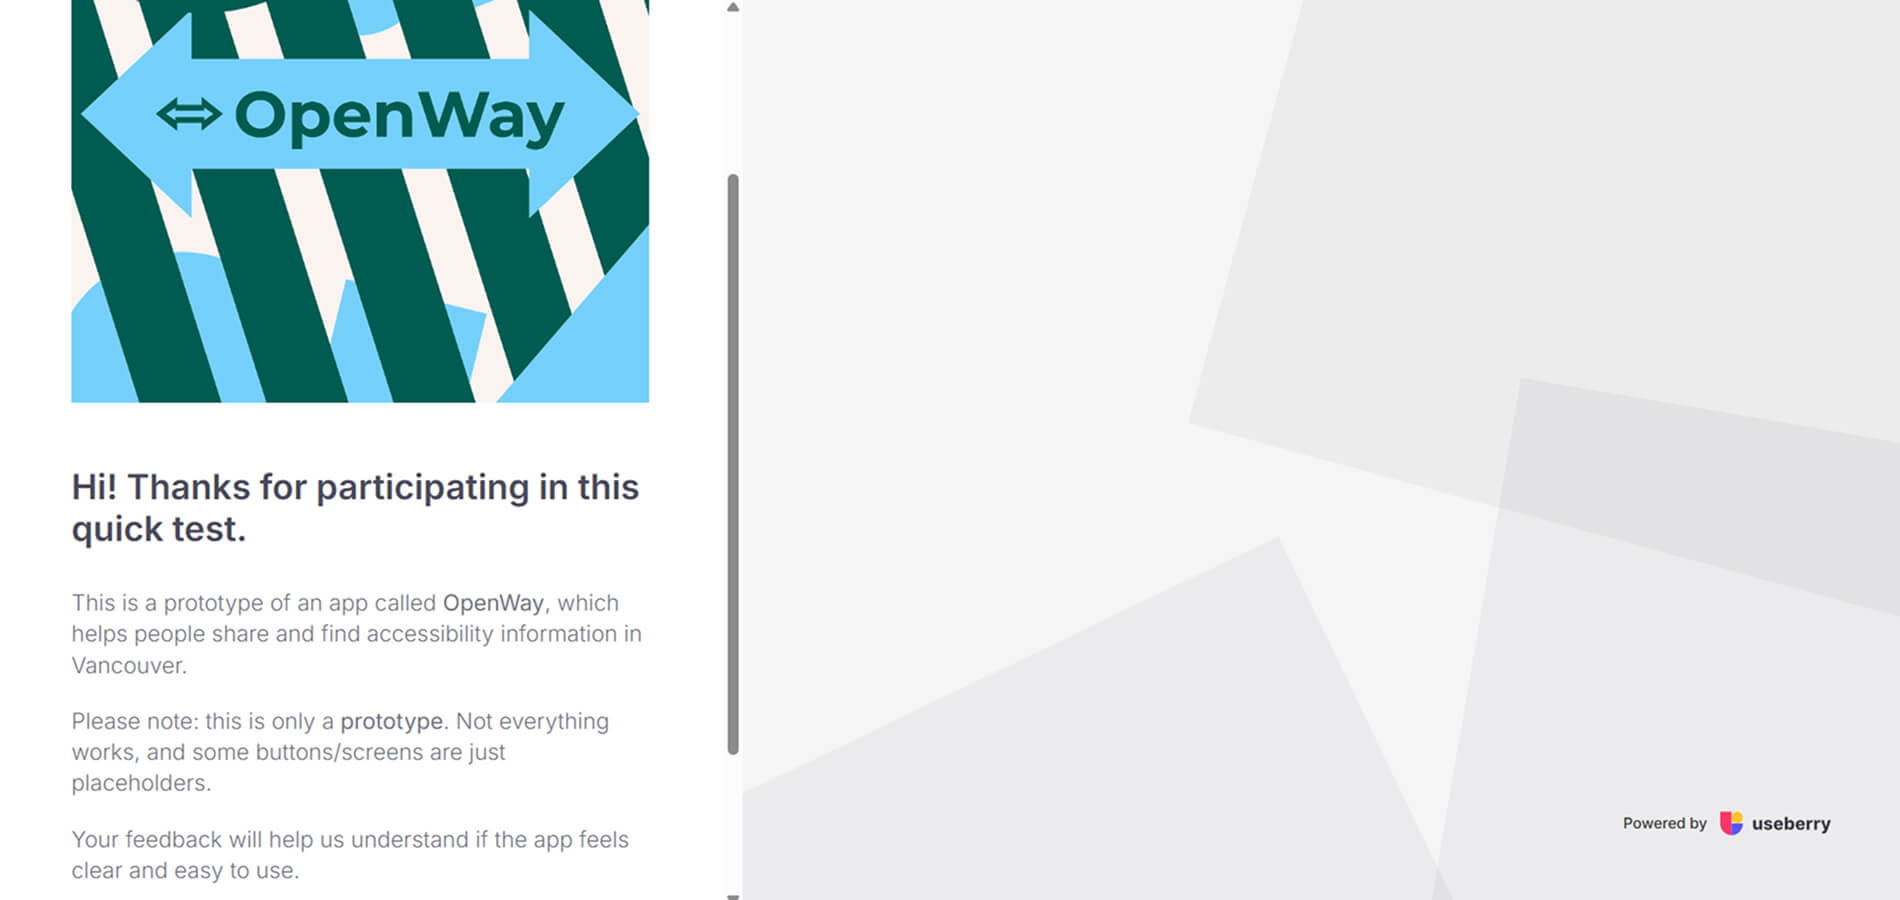 OpenWay
Hi! Thanks for participating in this
quick test.
This is a prototype of an app called OpenWay, which
helps people share and find accessibility information in
Vancouver.
Please note: this is only a prototype. Not everything
works, and some buttons/screens are just
placeholders.
Your feedback will help us understand if the app feels
clear and easy to use.
Powered by useberry